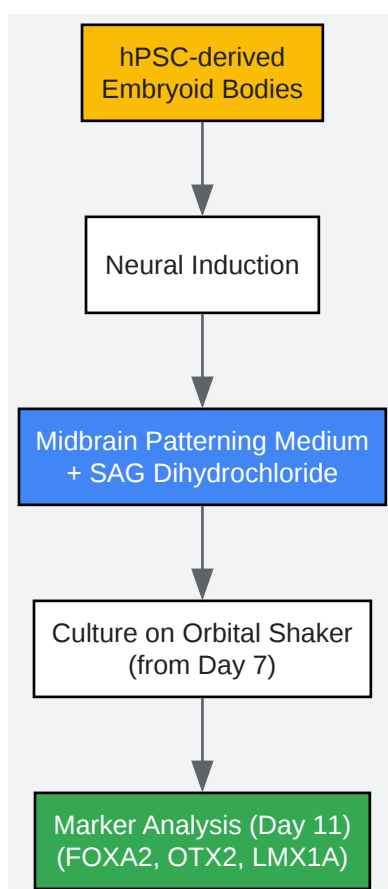 hPSC-derived
Embryoid Bodies
Neural Induction
Midbrain Patterning Medium
+ SAG Dihydrochloride
Culture on Orbital Shaker
(from Day 7)
Marker Analysis (Day 11)
(FOXA2, OTX2, LMX1A)